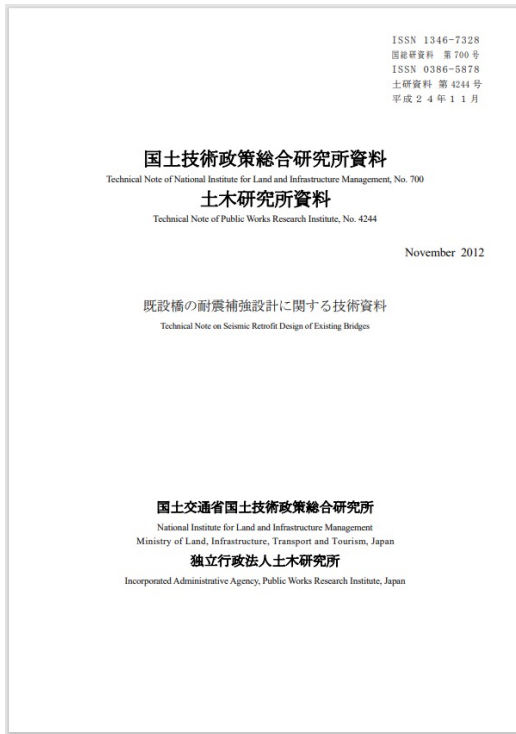 ISSN 1346-7328
国総研資料 第 700 号
ISSN 0386-5878
土研資料 第 4244 号
平成 2 4 年 1 1 月
国土技術政策総合研究所資料
Technical Note of National Institute for Land and Infrastructure Management, No. 700
土木研究所資料
Technical Note of Public Works Research Institute, No. 4244
November 2012
既設橋の耐震補強設計に関する技術資料
Technical Note on Seismic Retrofit Design of Existing Bridges
国土交通省国土技術政策総合研究所
National Institute for Land and Infrastructure Management
Ministry of Land, Infrastructure, Transport and Tourism, Japan
独立行政法人土木研究所
Incorporated Administrative Agency, Public Works Research Institute, Japan